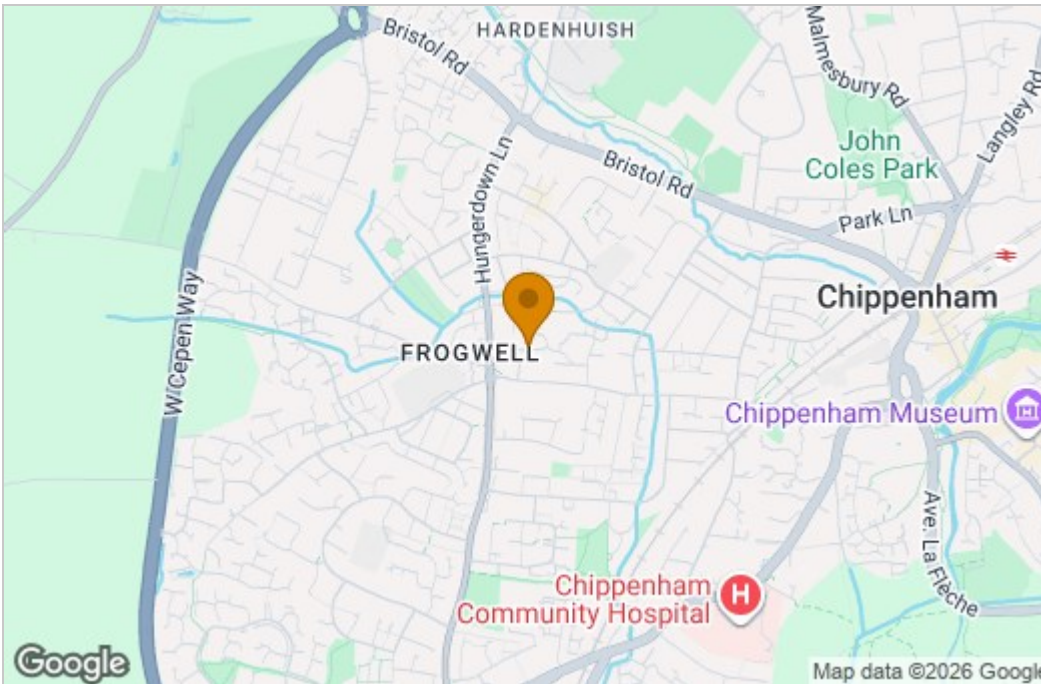 HARDENHUISH
Bristol Rd
Malmesbury Rd
Langley Rd
John
Coles Park
Hungerdown Ln
Bristol Rd
Park Ln
W Cepen Way
Chippenham
FROGWELL
Chippenham Museum
Ave. La Flèche
Chippenham
Community Hospital
H
Google
Map data ©2026 Google